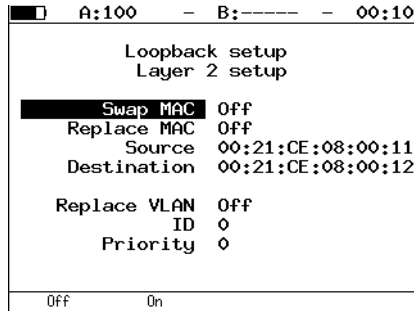 A:100 – B:----- – 00:10
Loopback setup
Layer 2 setup
Swap MAC Off
Replace MAC Off
Source 00:21:CE:08:00:11
Destination 00:21:CE:08:00:12
Replace VLAN Off
ID 0
Priority 0
Off On